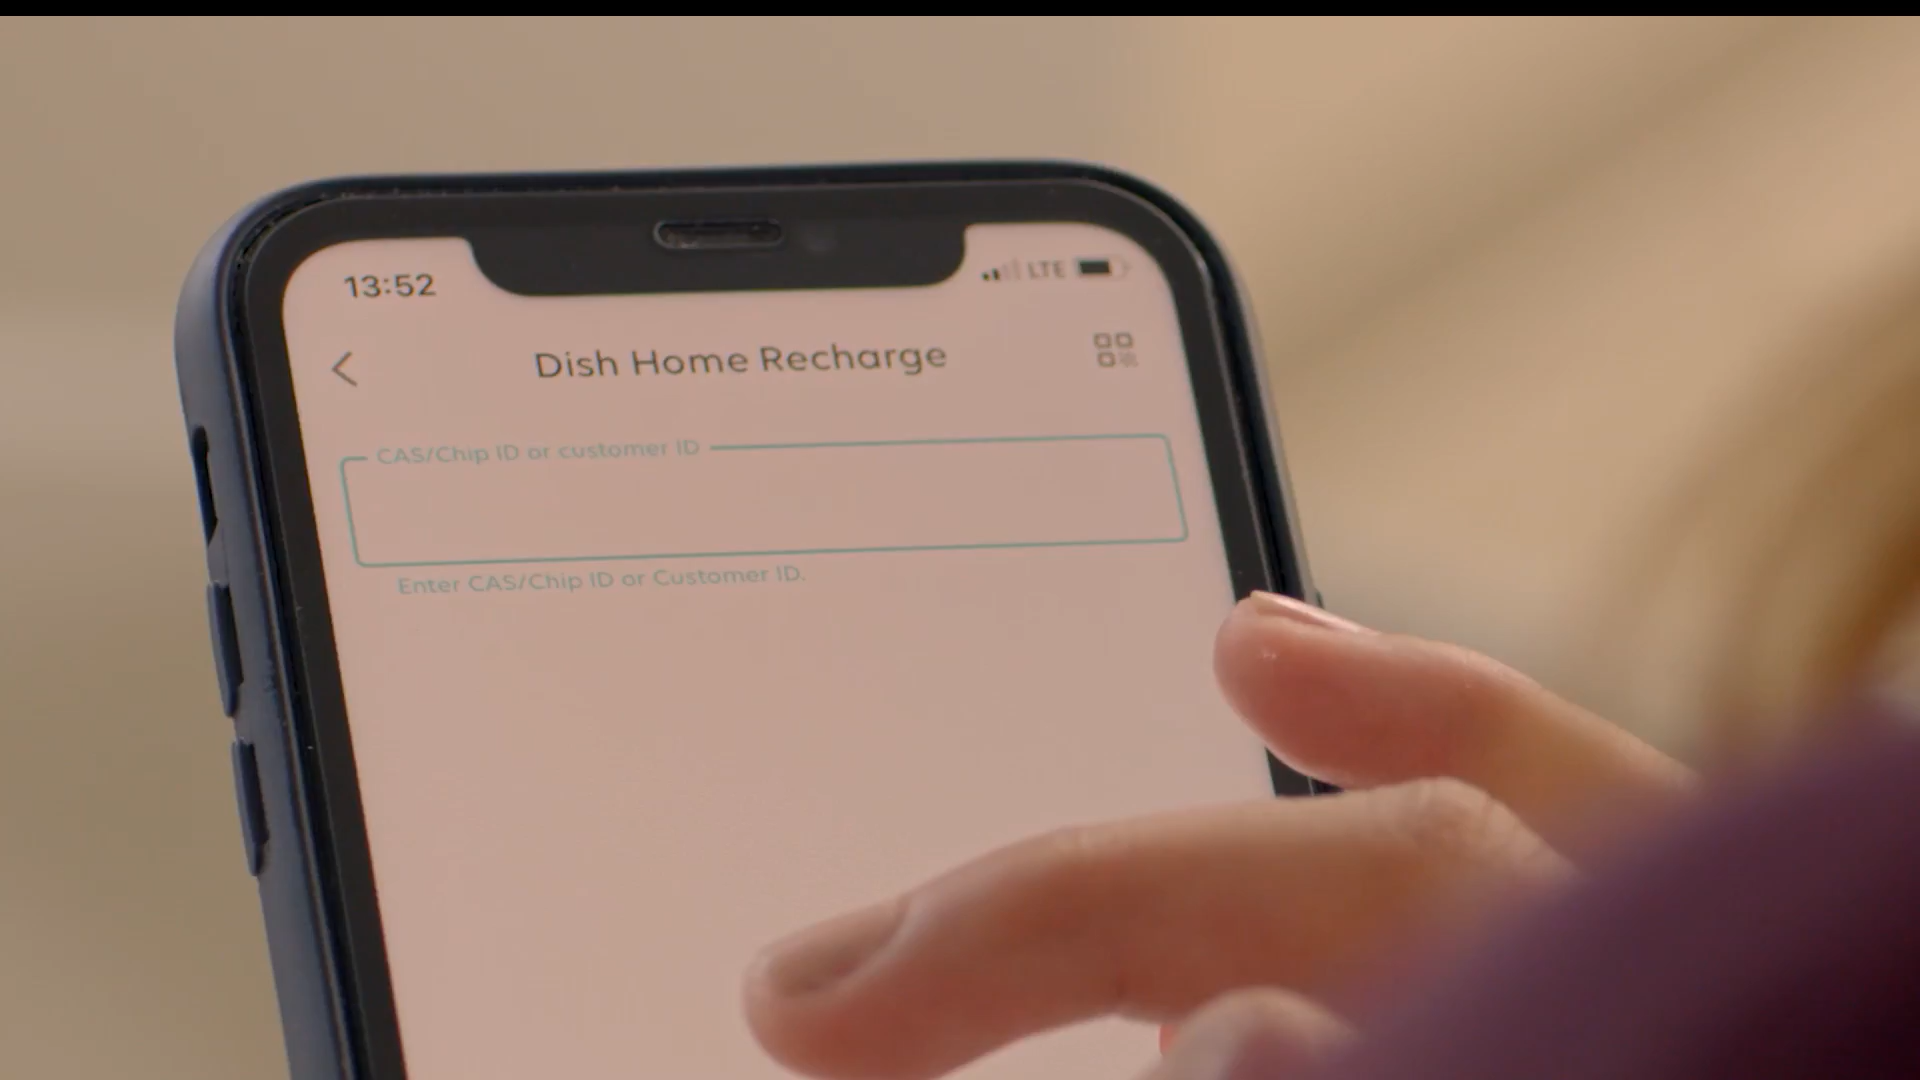 13:52
LTE
Dish Home Recharge
CAS/Chip ID or customer ID
Enter CAS/Chip ID or Customer ID.